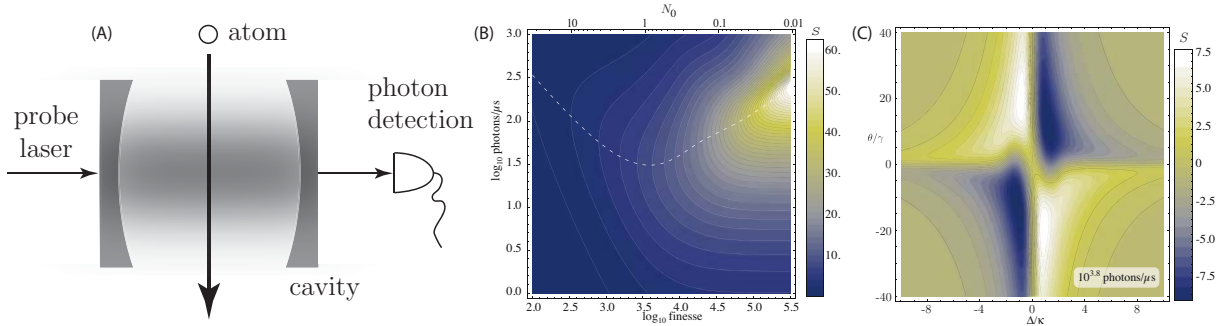 (A)
atom
probe
laser
photon
detection
cavity
(B)
N0
10 1 0.1 0.01
3.0
2.5
2.0
1.5
1.0
0.5
0.0
log10 photons/μs
2.0 2.5 3.0 3.5 4.0 4.5 5.0 5.5
log10 finesse
S
60.
50.
40.
30.
20.
10.
(C)
40
20
0
-20
-40
θ/γ
-8 -4 0 4 8
Δ/κ
10^3.8 photons/μs
S
7.5
5.0
2.5
0.0
-2.5
-5.0
-7.5